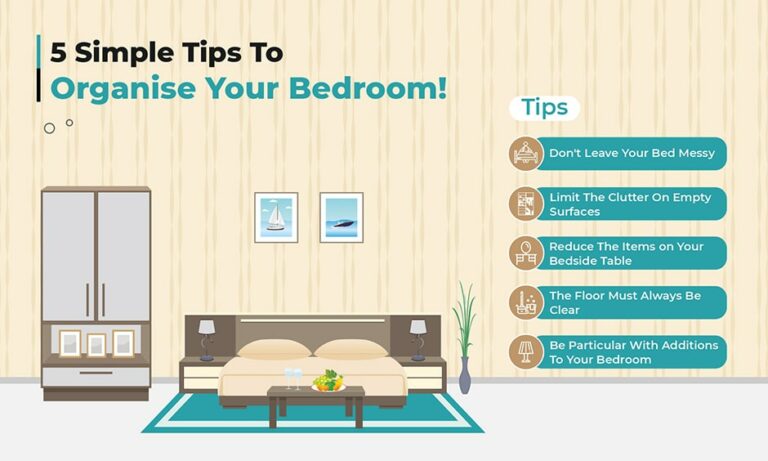 5 Simple Tips To
Organise Your Bedroom!
Tips
Don't Leave Your Bed Messy
Limit The Clutter On Empty
Surfaces
Reduce The Items on Your
Bedside Table
The Floor Must Always Be
Clear
Be Particular With Additions
To Your Bedroom